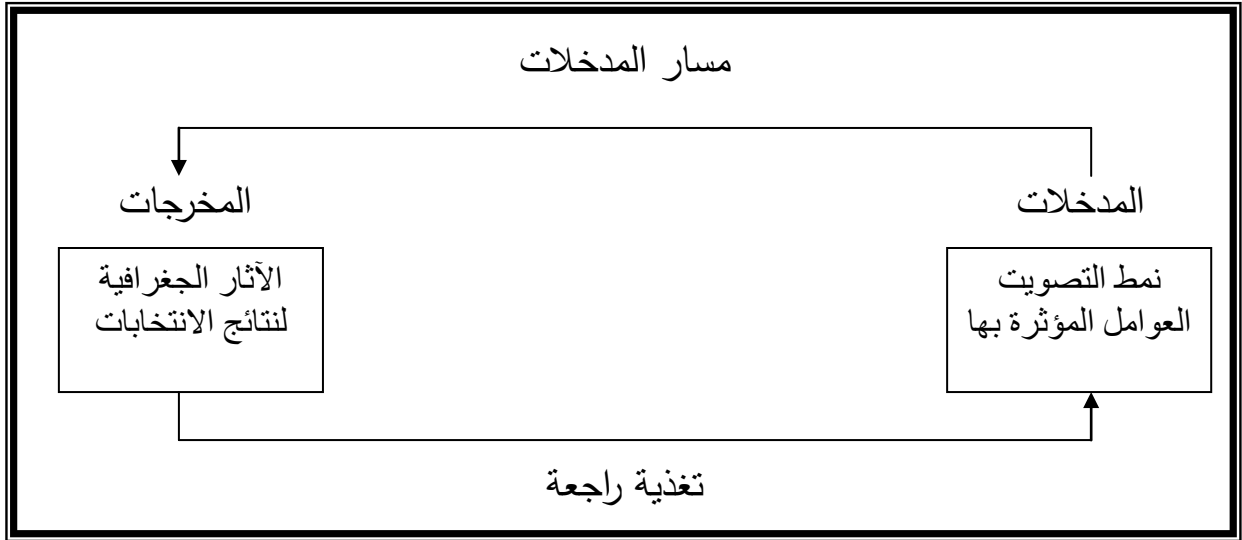 مسار المدخلات
المدخلات
المخرجات
نمط التصويت
العوامل المؤثرة بها
الآثار الجغرافية
لنتائج الانتخابات
تغذية راجعة